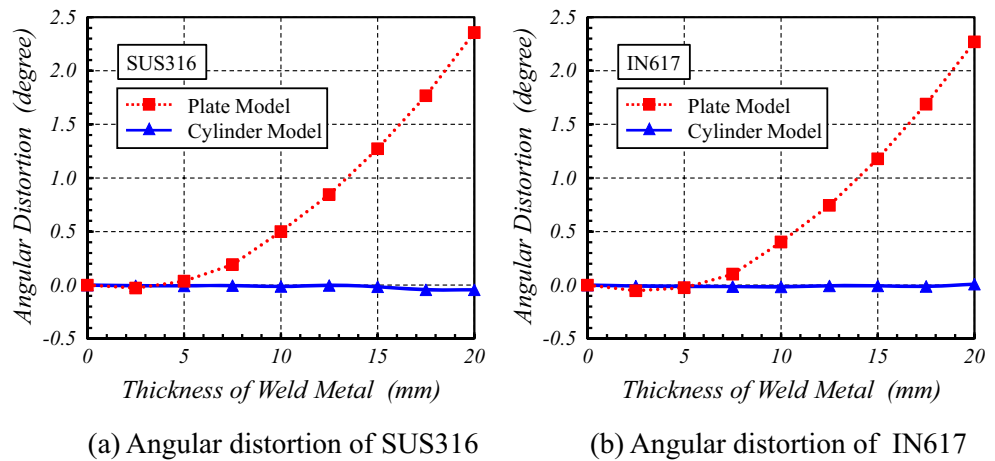 2.5
2.0
1.5
1.0
0.5
0.0
-0.5
Angular Distortion (degree)
SUS316
Plate Model
Cylinder Model
0 5 10 15 20
Thickness of Weld Metal (mm)
(a) Angular distortion of SUS316
2.5
2.0
1.5
1.0
0.5
0.0
-0.5
Angular Distortion (degree)
IN617
Plate Model
Cylinder Model
0 5 10 15 20
Thickness of Weld Metal (mm)
(b) Angular distortion of IN617